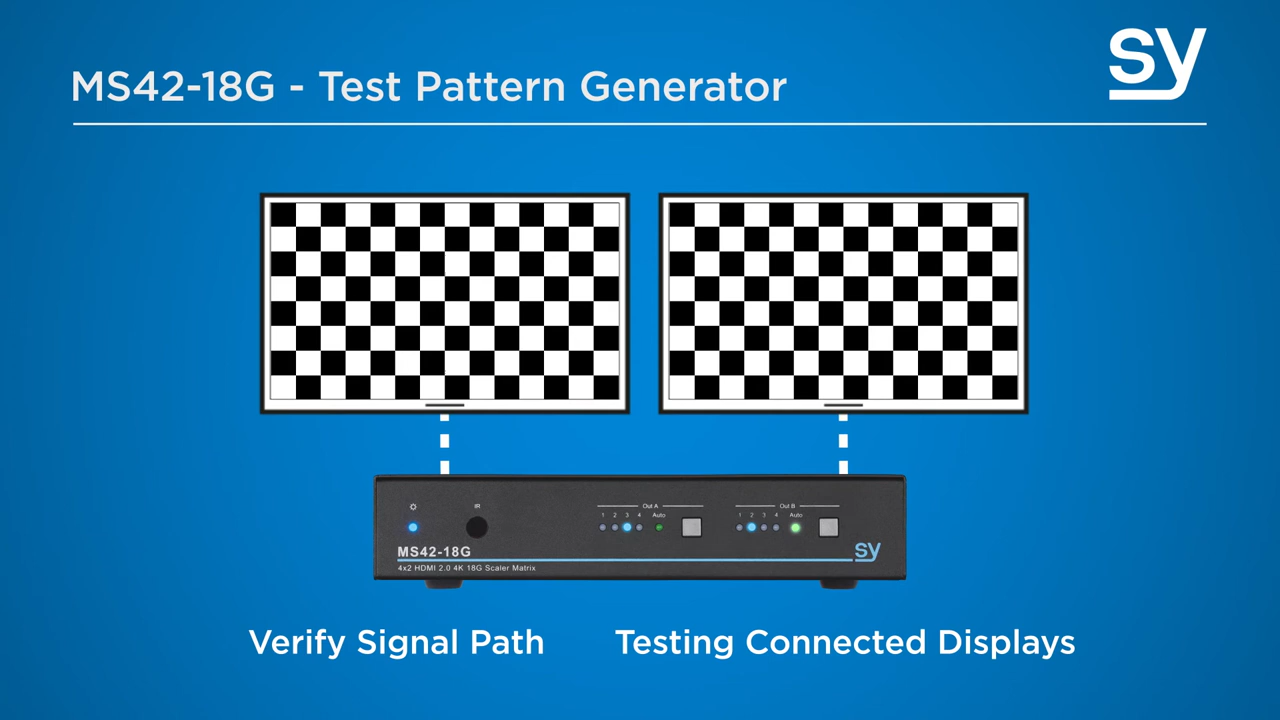 sy
MS42-18G - Test Pattern Generator
IR
Out A
1 2 3 4 Auto
Out B
1 2 3 4 Auto
MS42-18G
sy
4x2 HDMI 2.0 4K 18G Scaler Matrix
Verify Signal Path
Testing Connected Displays